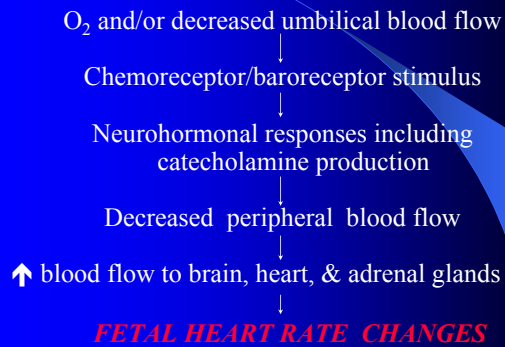 O₂ and/or decreased umbilical blood flow
Chemoreceptor/baroreceptor stimulus
Neurohormonal responses including
catecholamine production
Decreased peripheral blood flow
↑ blood flow to brain, heart, & adrenal glands
FETAL HEART RATE CHANGES